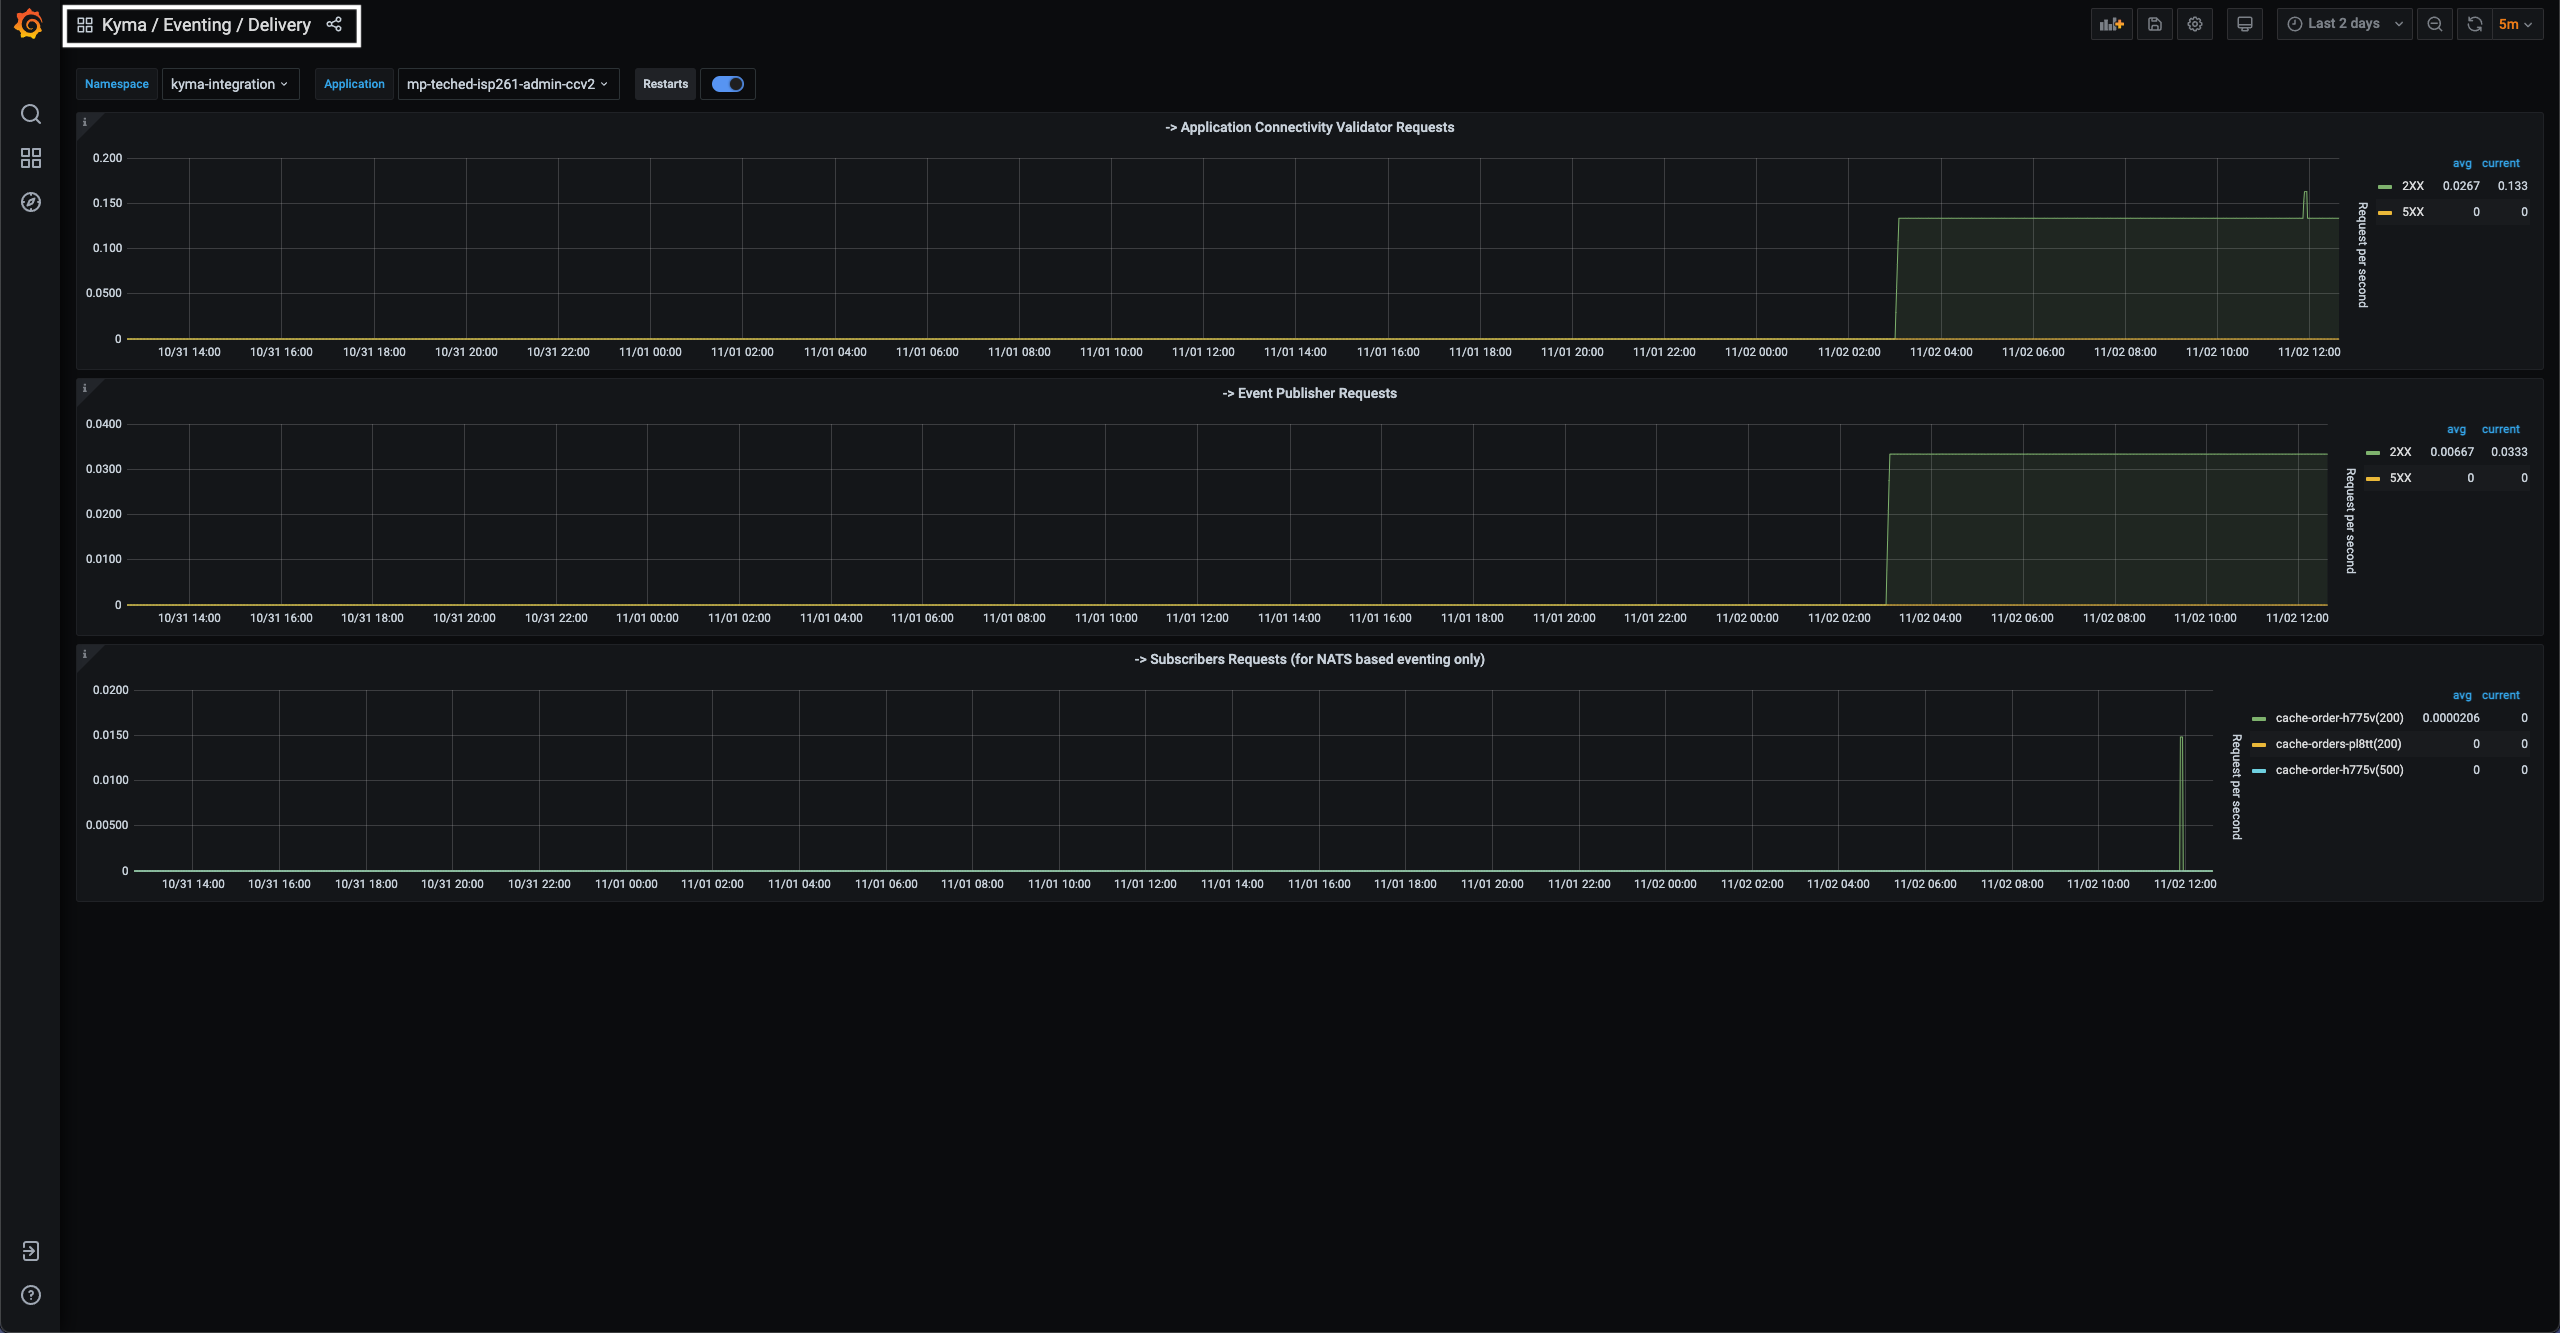 Kyma / Eventing / Delivery
Last 2 days 5m
Namespace kyma-integration Application mp-teched-isp261-admin-ccv2 Restarts
i
-> Application Connectivity Validator Requests
0.200
0.150
0.100
0.0500
0
10/31 14:00 10/31 16:00 10/31 18:00 10/31 20:00 10/31 22:00 11/01 00:00 11/01 02:00 11/01 04:00 11/01 06:00 11/01 08:00 11/01 10:00 11/01 12:00 11/01 14:00 11/01 16:00 11/01 18:00 11/01 20:00 11/01 22:00 11/02 00:00 11/02 02:00 11/02 04:00 11/02 06:00 11/02 08:00 11/02 10:00 11/02 12:00
Request per second
avg current
2XX 0.0267 0.133
5XX 0 0
i
-> Event Publisher Requests
0.0400
0.0300
0.0200
0.0100
0
10/31 14:00 10/31 16:00 10/31 18:00 10/31 20:00 10/31 22:00 11/01 00:00 11/01 02:00 11/01 04:00 11/01 06:00 11/01 08:00 11/01 10:00 11/01 12:00 11/01 14:00 11/01 16:00 11/01 18:00 11/01 20:00 11/01 22:00 11/02 00:00 11/02 02:00 11/02 04:00 11/02 06:00 11/02 08:00 11/02 10:00 11/02 12:00
Request per second
avg current
2XX 0.00667 0.0333
5XX 0 0
i
-> Subscribers Requests (for NATS based eventing only)
0.0200
0.0150
0.0100
0.00500
0
10/31 14:00 10/31 16:00 10/31 18:00 10/31 20:00 10/31 22:00 11/01 00:00 11/01 02:00 11/01 04:00 11/01 06:00 11/01 08:00 11/01 10:00 11/01 12:00 11/01 14:00 11/01 16:00 11/01 18:00 11/01 20:00 11/01 22:00 11/02 00:00 11/02 02:00 11/02 04:00 11/02 06:00 11/02 08:00 11/02 10:00 11/02 12:00
Request per second
avg current
cache-order-h775v(200) 0.0000206 0
cache-orders-pl8tt(200) 0 0
cache-order-h775v(500) 0 0